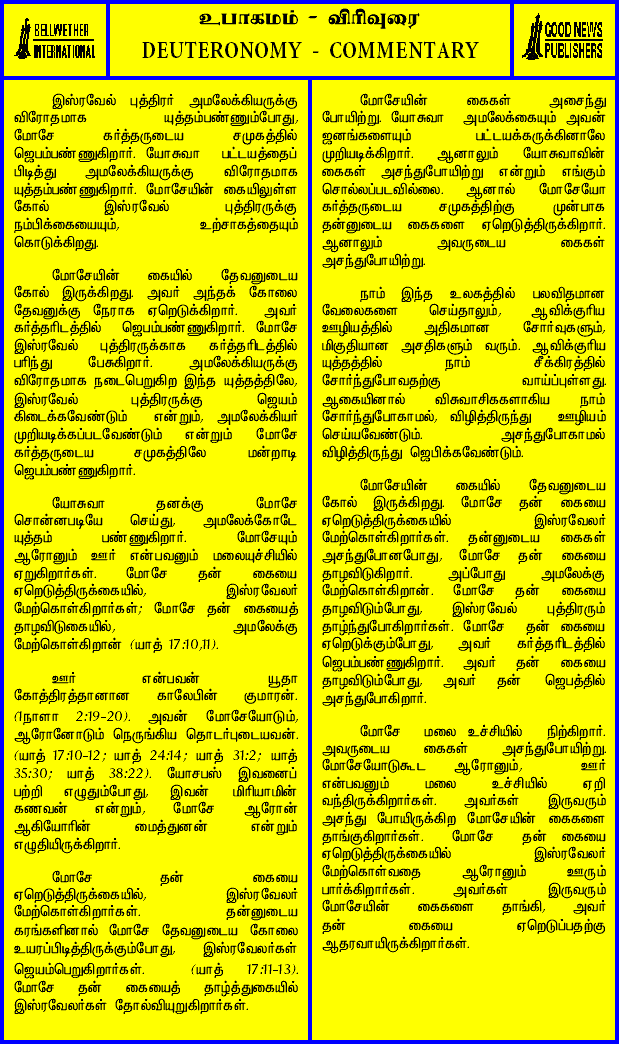 BELLWETHER
INTERNATIONAL
உபாகமம் - விரிவுரை
DEUTERONOMY - COMMENTARY
GOOD NEWS
PUBLISHERS
இஸ்ரவேல் புத்திரர் அமலேக்கியருக்கு
விரோதமாக யுத்தம்பண்ணும்போது,
மோசே கர்த்தருடைய சமுகத்தில்
ஜெபம்பண்ணுகிறார். யோசுவா பட்டயத்தைப்
பிடித்து அமலேக்கியருக்கு விரோதமாக
யுத்தம்பண்ணுகிறார். மோசேயின் கையிலுள்ள
கோல் இஸ்ரவேல் புத்திரருக்கு
நம்பிக்கையையும், உற்சாகத்தையும்
கொடுக்கிறது.
மோசேயின் கையில் தேவனுடைய
கோல் இருக்கிறது. அவர் அந்தக் கோலை
தேவனுக்கு நேராக ஏறெடுக்கிறார். அவர்
கர்த்தரிடத்தில் ஜெபம்பண்ணுகிறார். மோசே
இஸ்ரவேல் புத்திரருக்காக கர்த்தரிடத்தில்
பரிந்து பேசுகிறார். அமலேக்கியருக்கு
விரோதமாக நடைபெறுகிற இந்த யுத்தத்திலே,
இஸ்ரவேல் புத்திரருக்கு ஜெயம்
கிடைக்கவேண்டும் என்றும், அமலேக்கியர்
முறியடிக்கப்படவேண்டும் என்றும் மோசே
கர்த்தருடைய சமுகத்திலே மன்றாடி
ஜெபம்பண்ணுகிறார்.
யோசுவா தனக்கு மோசே
சொன்னபடியே செய்து, அமலேக்கோடே
யுத்தம் பண்ணுகிறார். மோசேயும்
ஆரோனும் ஊர் என்பவனும் மலையுச்சியில்
ஏறுகிறார்கள். மோசே தன் கையை
ஏறெடுத்திருக்கையில், இஸ்ரவேலர்
மேற்கொள்கிறார்கள்; மோசே தன் கையைத்
தாழவிடுகையில், அமலேக்கு
மேற்கொள்கிறான் (யாத் 17:10,11).
ஊர் என்பவன் யூதா
கோத்திரத்தானான காலேபின் குமாரன்.
(1நாளா 2:19-20). அவன் மோசேயோடும்,
ஆரோனோடும் நெருங்கிய தொடர்புடையவன்.
(யாத் 17:10-12; யாத் 24:14; யாத் 31:2; யாத்
35:30; யாத் 38:22). யோசபஸ் இவனைப்
பற்றி எழுதும்போது, இவன் மிரியாமின்
கணவன் என்றும், மோசே ஆரோன்
ஆகியோரின் மைத்துனன் என்றும்
எழுதியிருக்கிறார்.
மோசே தன் கையை
ஏறெடுத்திருக்கையில், இஸ்ரவேலர்
மேற்கொள்கிறார்கள். தன்னுடைய
கரங்களினால் மோசே தேவனுடைய கோலை
உயரப்பிடித்திருக்கும்போது, இஸ்ரவேலர்கள்
ஜெயம்பெறுகிறார்கள். (யாத் 17:11-13).
மோசே தன் கையைத் தாழ்த்துகையில்
இஸ்ரவேலர்கள் தோல்வியுறுகிறார்கள்.
மோசேயின் கைகள் அசைந்து
போயிற்று. யோசுவா அமலேக்கையும் அவன்
ஜனங்களையும் பட்டயக்கருக்கினாலே
முறியடிக்கிறார். ஆனாலும் யோசுவாவின்
கைகள் அசந்துபோயிற்று என்றும் எங்கும்
சொல்லப்படவில்லை. ஆனால் மோசேயோ
கர்த்தருடைய சமுகத்திற்கு முன்பாக
தன்னுடைய கைகளை ஏறெடுத்திருக்கிறார்.
ஆனாலும் அவருடைய கைகள்
அசந்துபோயிற்று.
நாம் இந்த உலகத்தில் பலவிதமான
வேலைகளை செய்தாலும், ஆவிக்குரிய
ஊழியத்தில் அதிகமான சோர்வுகளும்,
மிகுதியான அசதிகளும் வரும். ஆவிக்குரிய
யுத்தத்தில் நாம் சீக்கிரத்தில்
சோர்ந்துபோவதற்கு வாய்ப்புள்ளது.
ஆகையினால் விசுவாசிகளாகிய நாம்
சோர்ந்துபோகாமல், விழித்திருந்து ஊழியம்
செய்யவேண்டும். அசந்துபோகாமல்
விழித்திருந்து ஜெபிக்கவேண்டும்.
மோசேயின் கையில் தேவனுடைய
கோல் இருக்கிறது. மோசே தன் கையை
ஏறெடுத்திருக்கையில் இஸ்ரவேலர்
மேற்கொள்கிறார்கள். தன்னுடைய கைகள்
அசந்துபோனபோது, மோசே தன் கையை
தாழவிடுகிறார். அப்போது அமலேக்கு
மேற்கொள்கிறான். மோசே தன் கையை
தாழவிடும்போது, இஸ்ரவேல் புத்திரரும்
தாழ்ந்துபோகிறார்கள். மோசே தன் கையை
ஏறெடுக்கும்போது, அவர் கர்த்தரிடத்தில்
ஜெபம்பண்ணுகிறார். அவர் தன் கையை
தாழவிடும்போது, அவர் தன் ஜெபத்தில்
அசந்துபோகிறார்.
மோசே மலை உச்சியில் நிற்கிறார்.
அவருடைய கைகள் அசந்துபோயிற்று.
மோசேயோடுகூட ஆரோனும், ஊர்
என்பவனும் மலை உச்சியில் ஏறி
வந்திருக்கிறார்கள். அவர்கள் இருவரும்
அசந்து போயிருக்கிற மோசேயின் கைகளை
தாங்குகிறார்கள். மோசே தன் கையை
ஏறெடுத்திருக்கையில் இஸ்ரவேலர்
மேற்கொள்வதை ஆரோனும் ஊரும்
பார்க்கிறார்கள். அவர்கள் இருவரும்
மோசேயின் கைகளை தாங்கி, அவர்
தன் கையை ஏறெடுப்பதற்கு
ஆதரவாயிருக்கிறார்கள்.